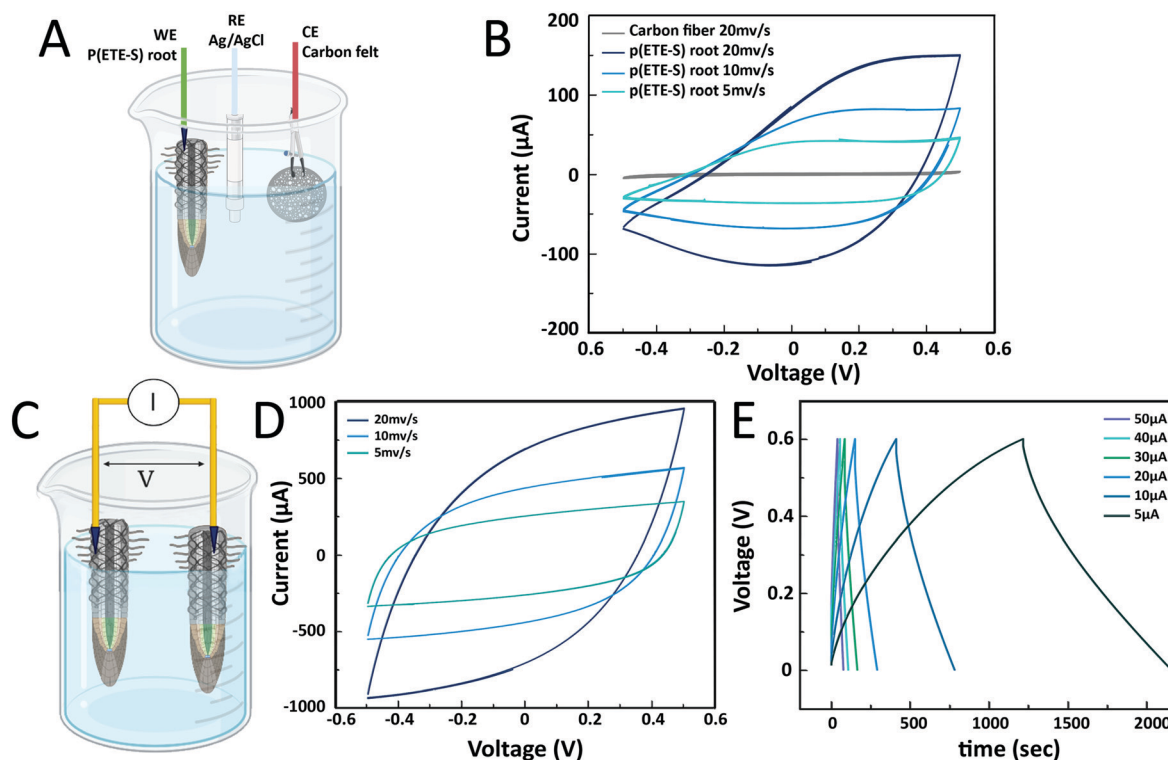 A
WE
P(ETE-S) root
RE
Ag/AgCl
CE
Carbon felt
B
Carbon fiber 20mv/s
p(ETE-S) root 20mv/s
p(ETE-S) root 10mv/s
p(ETE-S) root 5mv/s
200
150
100
50
0
-50
-100
-200
Current (µA)
0.6
-0.4
-0.2
0
0.2
0.4
0.6
Voltage (V)
C
I
V
D
20mv/s
10mv/s
5mv/s
1000
500
0
-500
-1000
Current (µA)
-0.6
-0.4
-0.2
0
0.2
0.4
0.6
Voltage (V)
E
50µA
40µA
30µA
20µA
10µA
5µA
0.6
0.4
0.2
0
Voltage (V)
0
500
1000
1500
2000
time (sec)